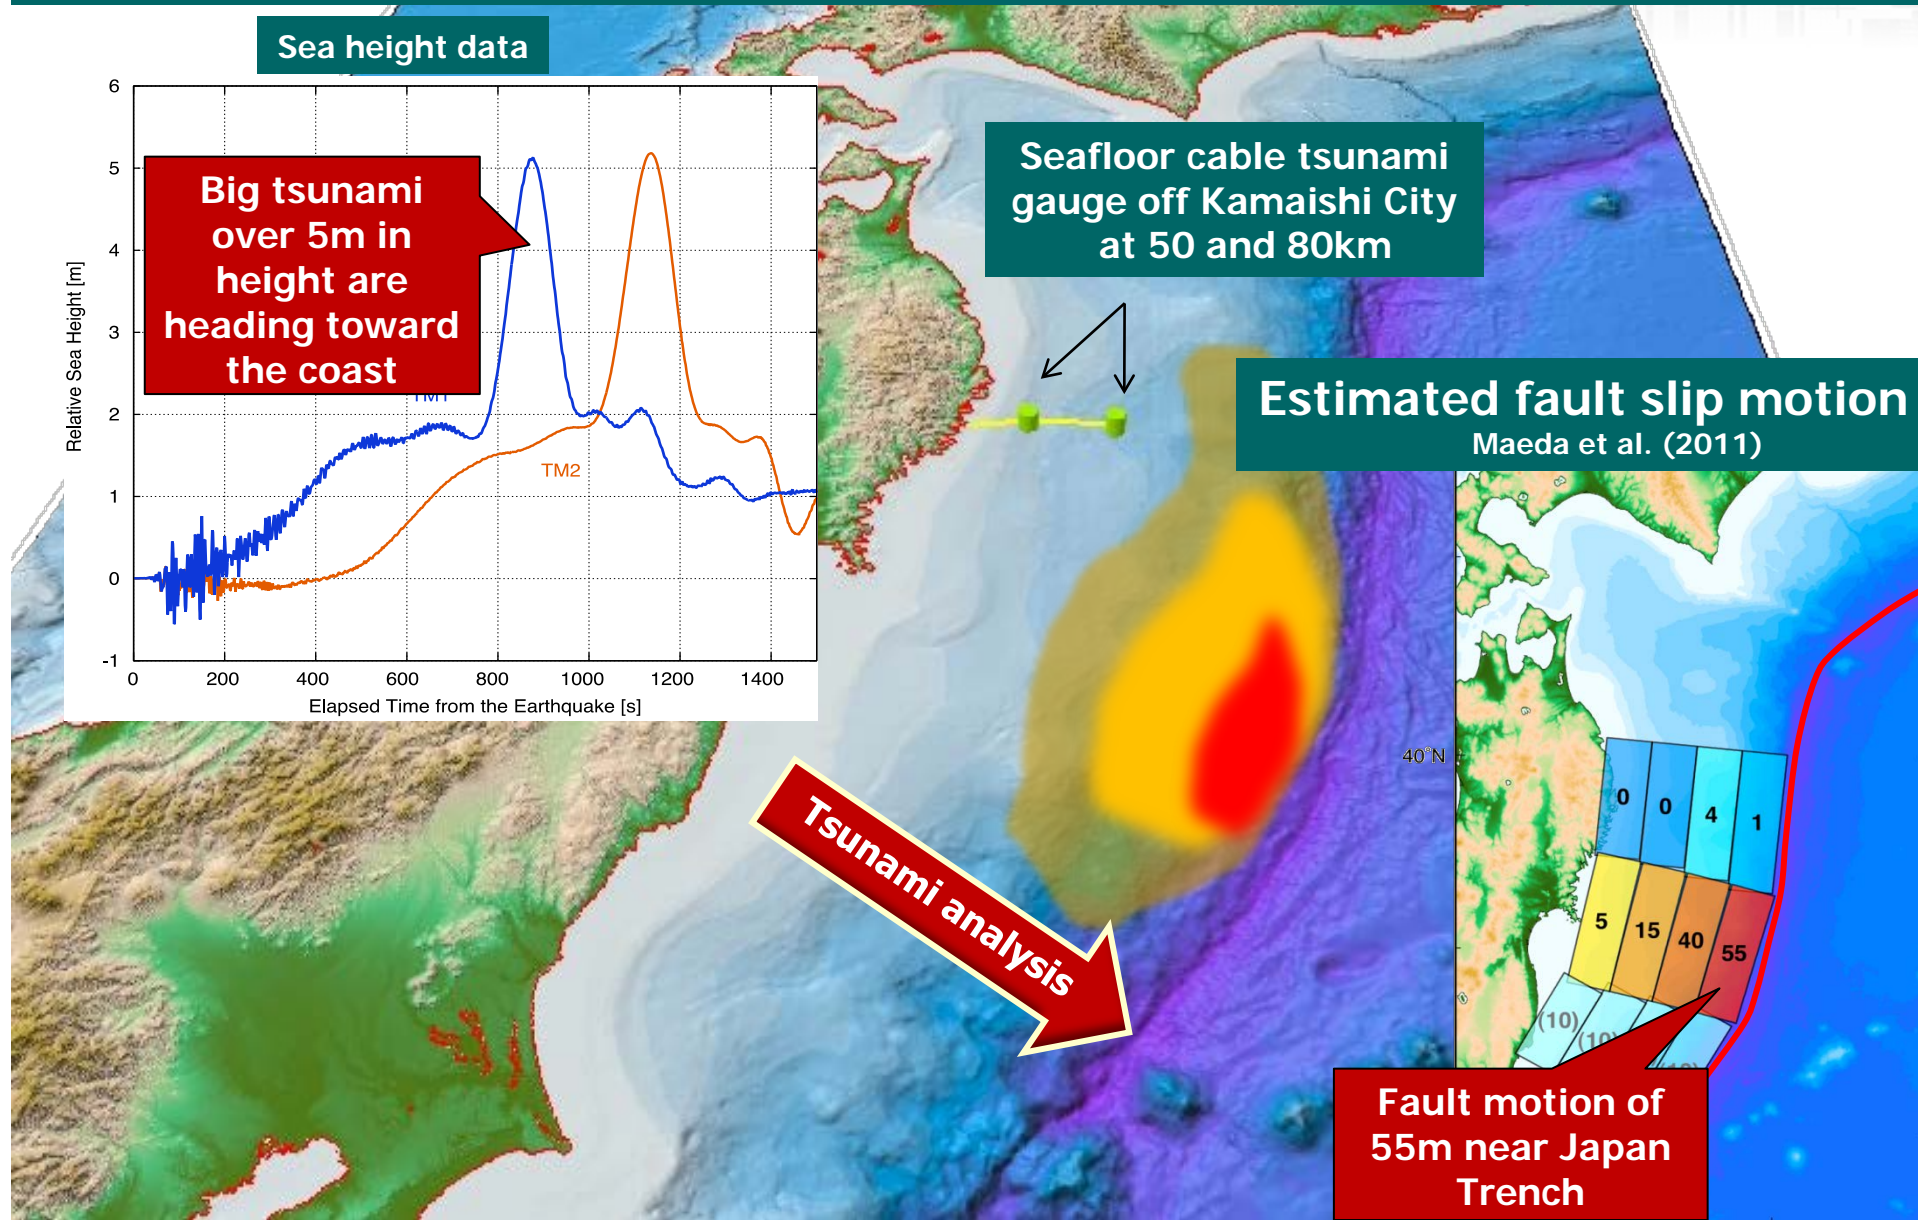 Sea height data
6
5
4
3
2
1
0
-1
Relative Sea Height [m]
0 200 400 600 800 1000 1200 1400
Elapsed Time from the Earthquake [s]
TM1
TM2
Big tsunami
over 5m in
height are
heading toward
the coast
Seafloor cable tsunami
gauge off Kamaishi City
at 50 and 80km
Estimated fault slip motion
Maeda et al. (2011)
Tsunami analysis
40°N
0 0 4 1
5 15 40 55
(10) (10) (10)
Fault motion of
55m near Japan
Trench